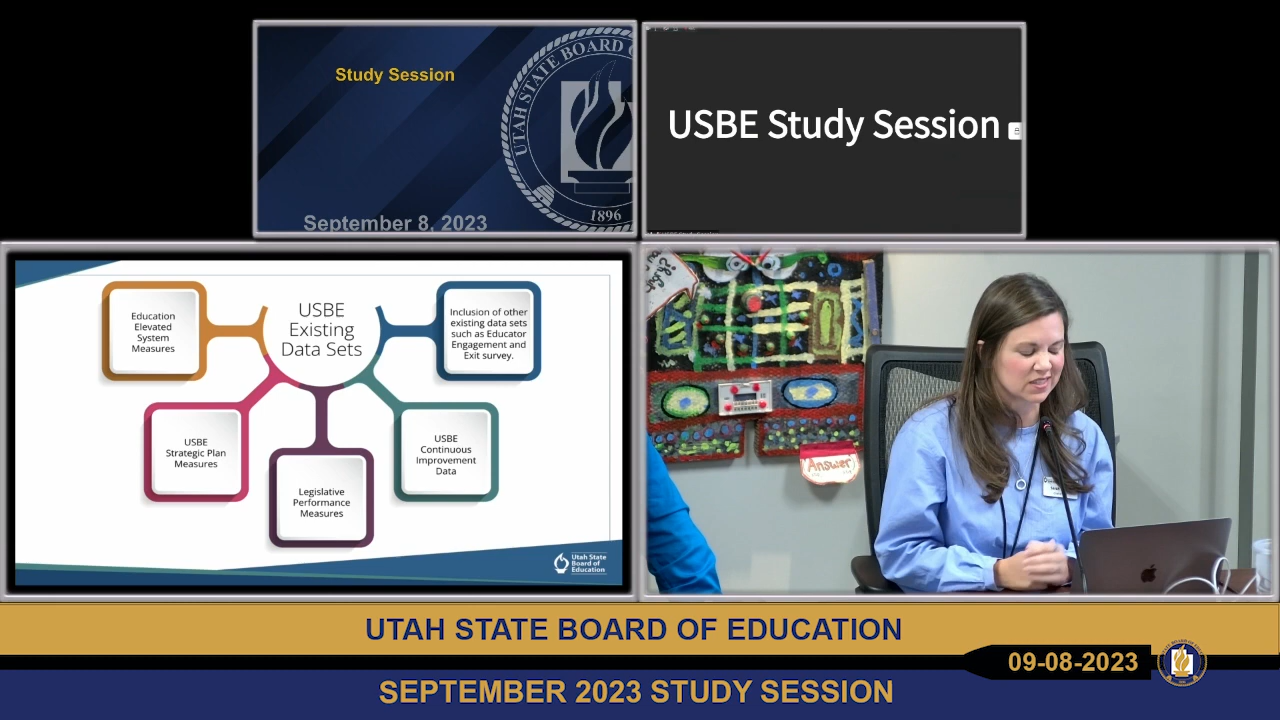 Study Session
UTAH STATE BOARD O
1896
September 8, 2023
USBE Study Session
USBE
Existing
Data Sets
Education
Elevated
System
Measures
Inclusion of other
existing data sets
such as Educator
Engagement and
Exit survey.
USBE
Strategic Plan
Measures
USBE
Continuous
Improvement
Data
Legislative
Performance
Measures
Utah State
Board of
Education
Answer
UTAH STATE BOARD OF EDUCATION
09-08-2023
SEPTEMBER 2023 STUDY SESSION